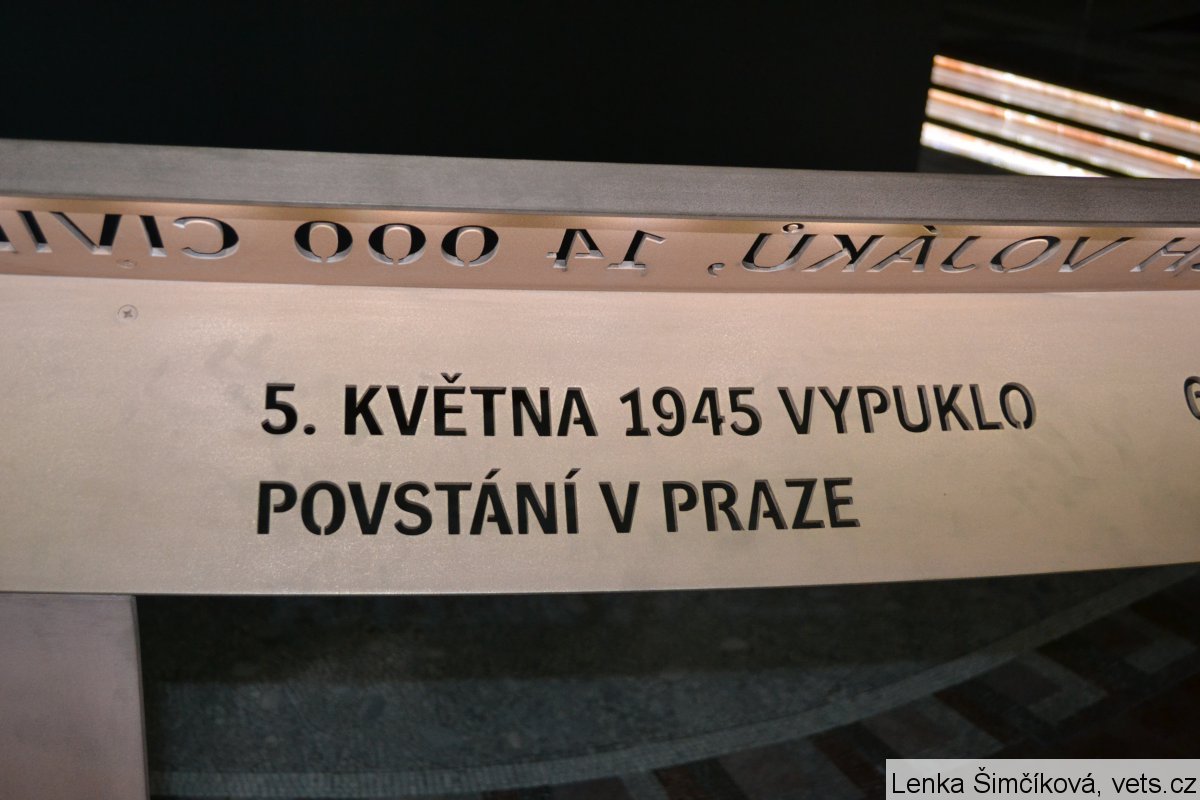 VOJÁKŮ, 14 000
5. KVĚTNA 1945 VYPUKLO
POVSTÁNÍ V PRAZE
Lenka Šimčíková, vets.cz